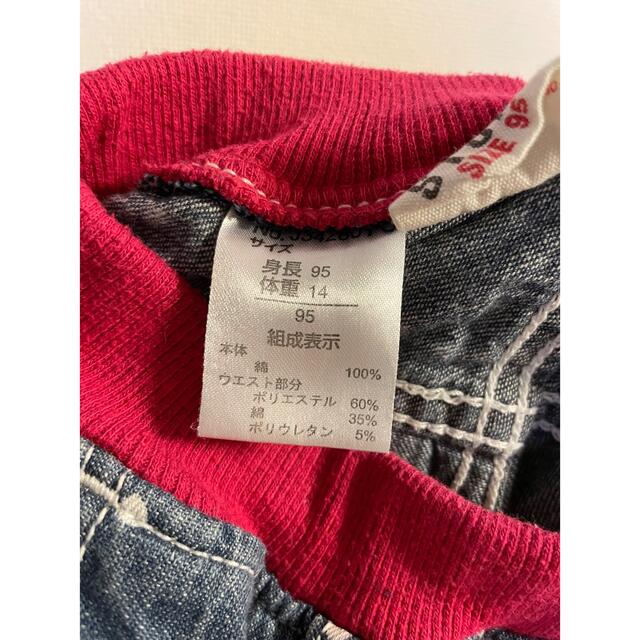 サイズ
身長 95
体重 14
95
組成表示
本体
綿 100%
ウエスト部分
ポリエステル 60%
綿 35%
ポリウレタン 5%
SIZE 95